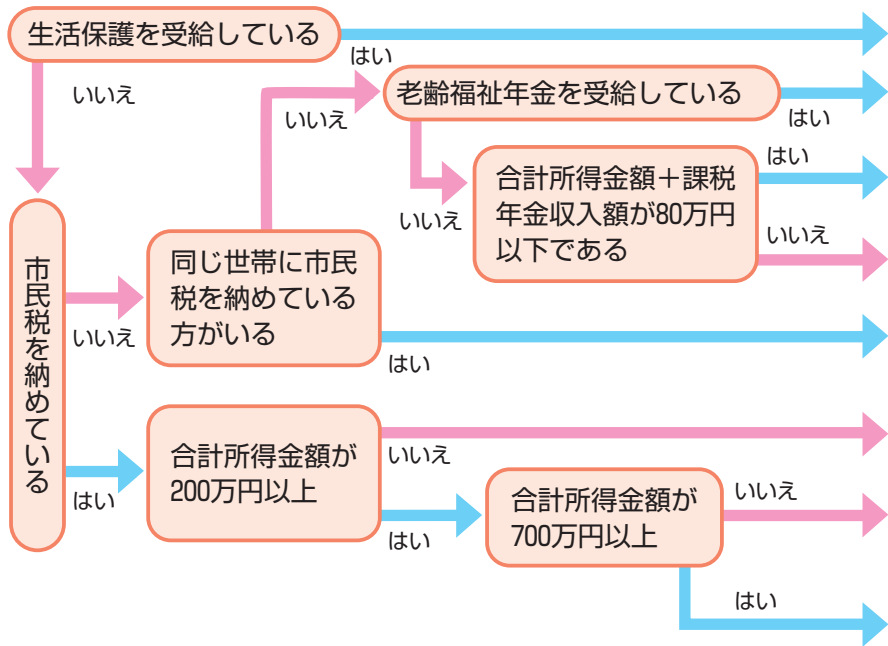 生活保護を受給している
はい
いいえ
老齢福祉年金を受給している
はい
いいえ
合計所得金額＋課税
年金収入額が80万円
以下である
はい
いいえ
いいえ
市民税を納めている
いいえ
同じ世帯に市民
税を納めている
方がいる
はい
はい
合計所得金額が
200万円以上
いいえ
はい
合計所得金額が
700万円以上
いいえ
はい